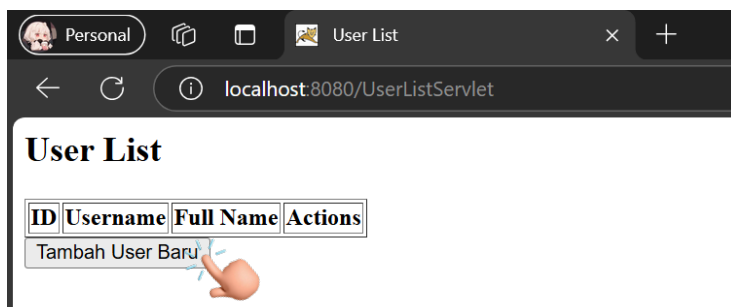 Personal
User List
localhost:8080/UserListServlet
User List
ID Username Full Name Actions
Tambah User Baru